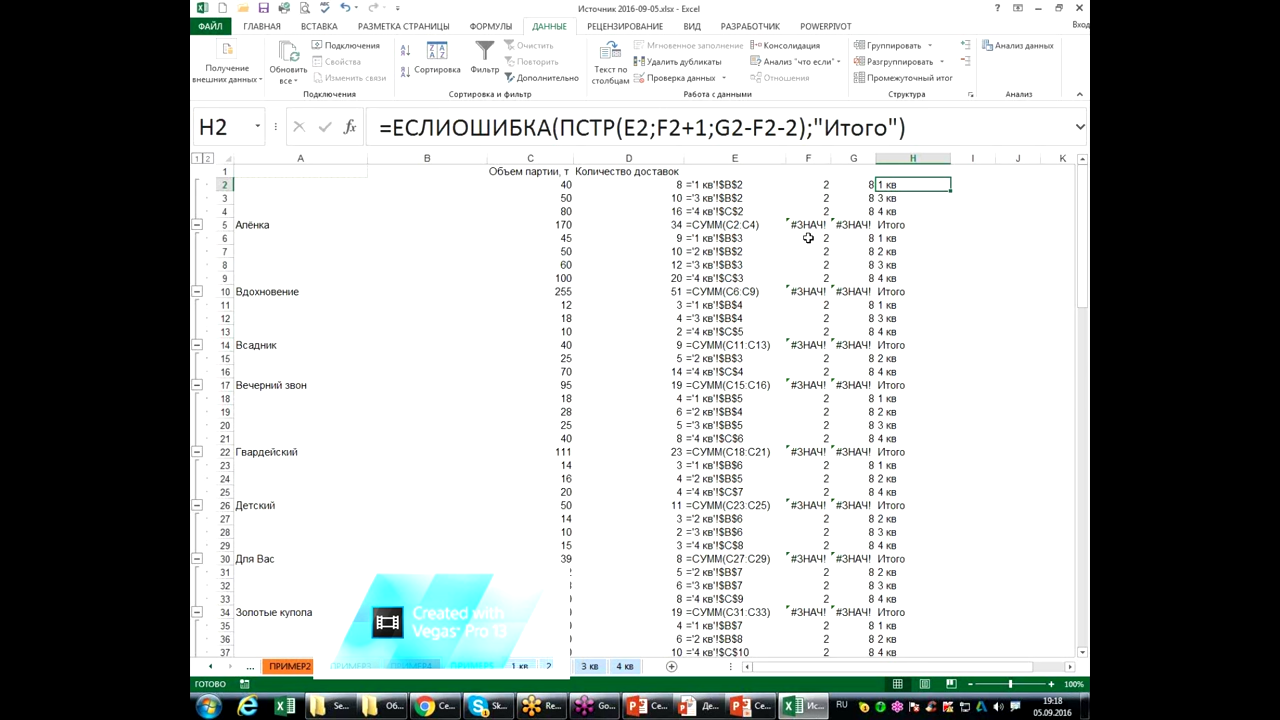 Источник 2016-09-05.xlsx - Excel
ФАЙЛ ГЛАВНАЯ ВСТАВКА РАЗМЕТКА СТРАНИЦЫ ФОРМУЛЫ ДАННЫЕ РЕЦЕНЗИРОВАНИЕ ВИД РАЗРАБОТЧИК POWERPIVOT Вход
Получение внешних данных
Обновить все
Подключения
Свойства
Изменить связи
Подключения
Сортировка
Фильтр
Очистить
Повторить
Дополнительно
Сортировка и фильтр
Текст по столбцам
Мгновенное заполнение
Удалить дубликаты
Проверка данных
Консолидация
Анализ "что если"
Отношения
Работа с данными
Группировать
Разгруппировать
Промежуточный итог
Структура
Анализ данных
Анализ
H2 fx =ЕСЛИОШИБКА(ПСТР(E2;F2+1;G2-F2-2);"Итого")
1 2 A B C D E F G H I J K
1 Объем партии, т Количество доставок
2 40 8 ='1 кв'!$B$2 2 8 1 кв
3 50 10 ='3 кв'!$B$2 2 8 3 кв
4 80 16 ='4 кв'!$C$2 2 8 4 кв
5 Алёнка 170 34 =СУММ(C2:C4) #ЗНАЧ! #ЗНАЧ! Итого
6 45 9 ='1 кв'!$B$3 2 8 1 кв
7 50 10 ='2 кв'!$B$2 2 8 2 кв
8 60 12 ='3 кв'!$B$3 2 8 3 кв
9 100 20 ='4 кв'!$C$3 2 8 4 кв
10 Вдохновение 255 51 =СУММ(C6:C9) #ЗНАЧ! #ЗНАЧ! Итого
11 12 3 ='1 кв'!$B$4 2 8 1 кв
12 18 4 ='3 кв'!$B$4 2 8 3 кв
13 10 2 ='4 кв'!$C$5 2 8 4 кв
14 Всадник 40 9 =СУММ(C11:C13) #ЗНАЧ! #ЗНАЧ! Итого
15 25 5 ='2 кв'!$B$3 2 8 2 кв
16 70 14 ='4 кв'!$C$4 2 8 4 кв
17 Вечерний звон 95 19 =СУММ(C15:C16) #ЗНАЧ! #ЗНАЧ! Итого
18 18 4 ='1 кв'!$B$5 2 8 1 кв
19 28 6 ='2 кв'!$B$4 2 8 2 кв
20 25 5 ='3 кв'!$B$5 2 8 3 кв
21 40 8 ='4 кв'!$C$6 2 8 4 кв
22 Гвардейский 111 23 =СУММ(C18:C21) #ЗНАЧ! #ЗНАЧ! Итого
23 14 3 ='1 кв'!$B$6 2 8 1 кв
24 16 4 ='2 кв'!$B$5 2 8 2 кв
25 20 4 ='4 кв'!$C$7 2 8 4 кв
26 Детский 50 11 =СУММ(C23:C25) #ЗНАЧ! #ЗНАЧ! Итого
27 14 3 ='2 кв'!$B$6 2 8 2 кв
28 10 2 ='3 кв'!$B$6 2 8 3 кв
29 15 3 ='4 кв'!$C$8 2 8 4 кв
30 Для Вас 39 8 =СУММ(C27:C29) #ЗНАЧ! #ЗНАЧ! Итого
31 5 ='2 кв'!$B$7 2 8 2 кв
32 6 ='3 кв'!$B$7 2 8 3 кв
33 8 ='4 кв'!$C$9 2 8 4 кв
34 Золотые купола 19 =СУММ(C31:C33) #ЗНАЧ! #ЗНАЧ! Итого
35 4 ='1 кв'!$B$7 2 8 1 кв
36 6 ='2 кв'!$B$8 2 8 2 кв
37 10 ='4 кв'!$C$10 2 8 4 кв
Created with
Vegas Pro 13
... ПРИМЕР2 ПРИМЕР3 1 кв 2 3 кв 4 кв
ГОТОВО 100%
Se... Об... Co... Sk... Re... Go... Ce... Де... Се... Ис... RU 19:18
05.09.2016